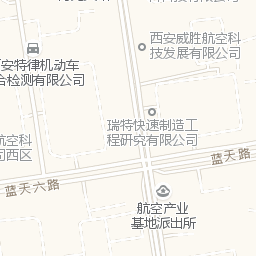 西安威胜航空科
技发展有限公司
安特律机动车
检测有限公司
瑞特快速制造工
程研究有限公司
航空科
司西区
蓝天路
蓝天六路
航空产业
基地派出所